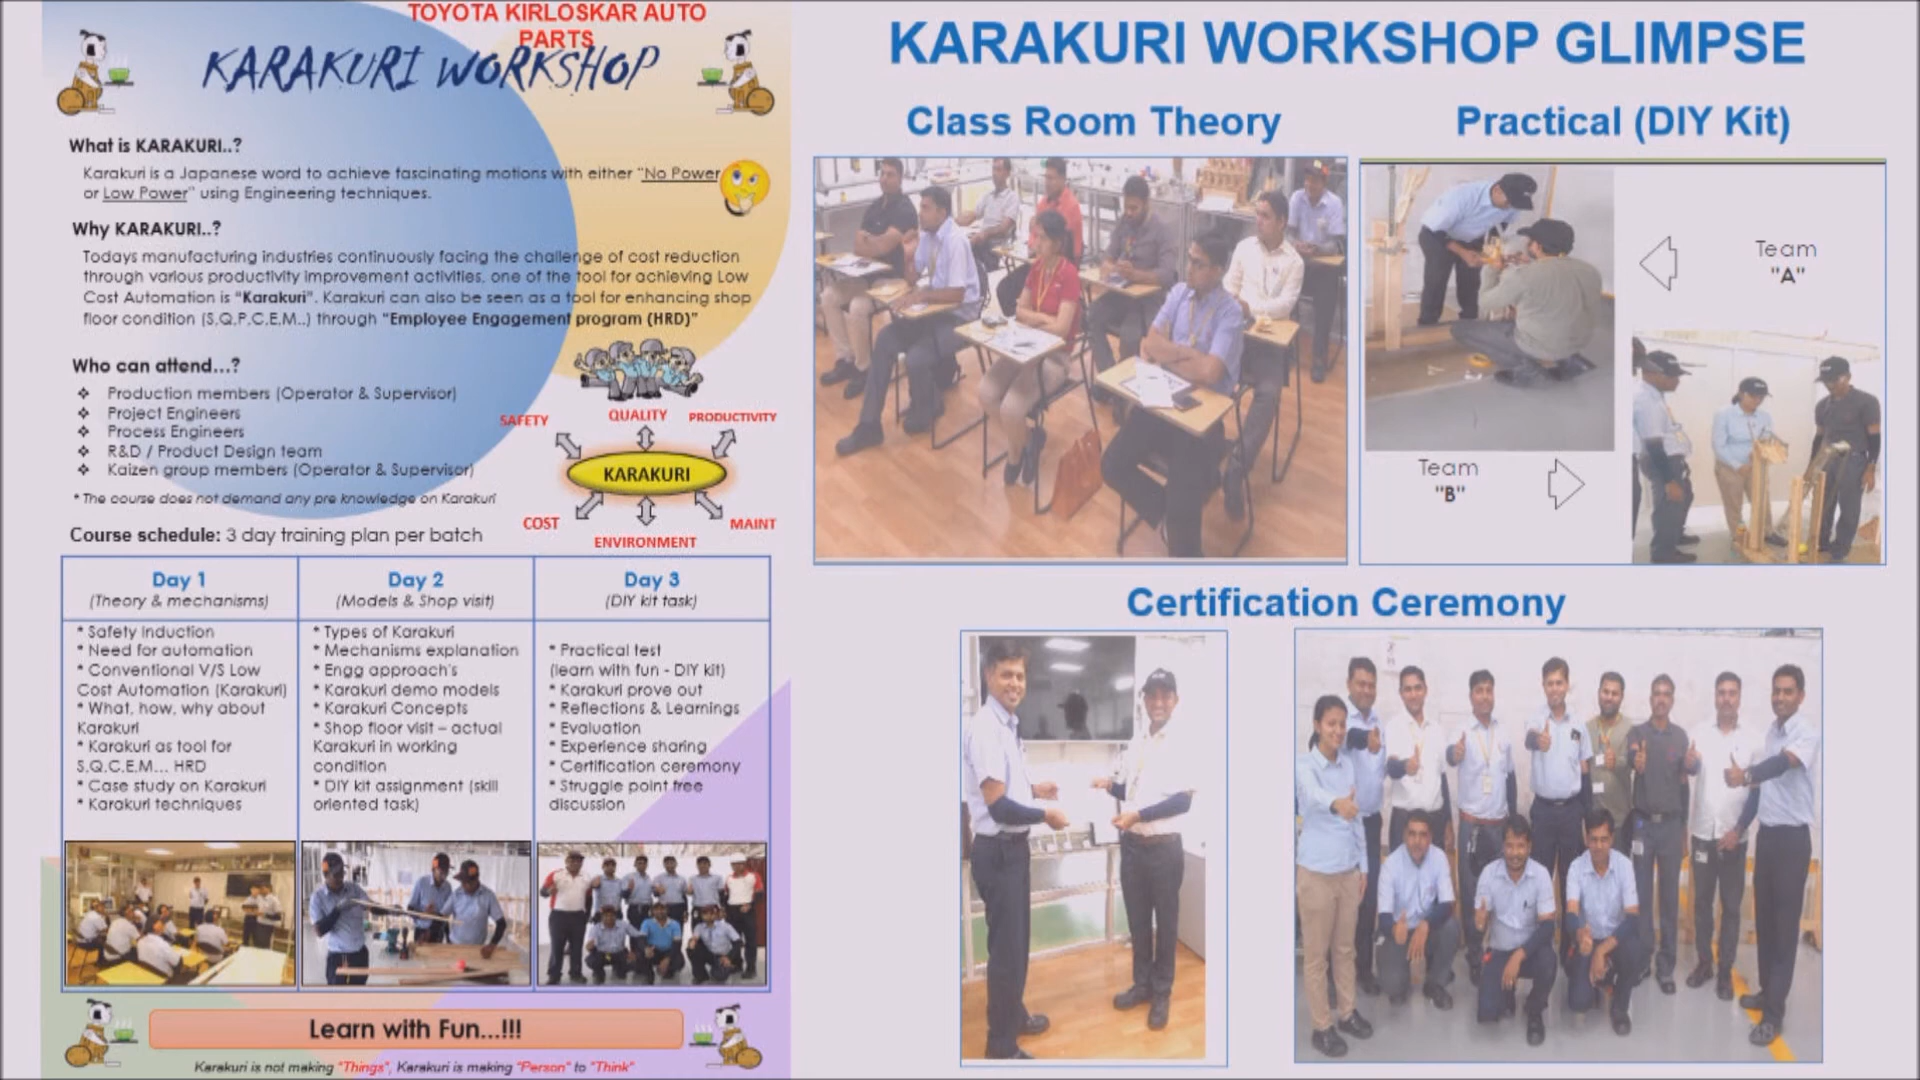 TOYOTA KIRLOSKAR AUTO
PARTS
KARAKURI WORKSHOP
What is KARAKURI..?
Karakuri is a Japanese word to achieve fascinating motions with either "No Power
or Low Power" using Engineering techniques.
Why KARAKURI..?
Todays manufacturing industries continuously facing the challenge of cost reduction
through various productivity improvement activities, one of the tool for achieving Low
Cost Automation is "Karakuri". Karakuri can also be seen as a tool for enhancing shop
floor condition (S,Q,P,C,E,M..) through "Employee Engagement program (HRD)"
Who can attend...?
❖ Production members (Operator & Supervisor)
❖ Project Engineers
❖ Process Engineers
❖ R&D / Product Design team
❖ Kaizen group members (Operator & Supervisor)
* The course does not demand any pre knowledge on Karakuri
SAFETY
QUALITY
PRODUCTIVITY
KARAKURI
COST
ENVIRONMENT
MAINT
Course schedule: 3 day training plan per batch
Day 1
(Theory & mechanisms)
* Safety Induction
* Need for automation
* Conventional V/S Low
Cost Automation (Karakuri)
* What, how, why about
Karakuri
* Karakuri as tool for
S,Q,C,E,M... HRD
* Case study on Karakuri
* Karakuri techniques
Day 2
(Models & Shop visit)
* Types of Karakuri
* Mechanisms explanation
* Engg approach's
* Karakuri demo models
* Karakuri Concepts
* Shop floor visit – actual
Karakuri in working
condition
* DIY kit assignment (skill
oriented task)
Day 3
(DIY kit task)
* Practical test
(learn with fun - DIY kit)
* Karakuri prove out
* Reflections & Learnings
* Evaluation
* Experience sharing
* Certification ceremony
* Struggle point free
discussion
Learn with Fun...!!!
Karakuri is not making "Things", Karakuri is making "Person" to "Think"
KARAKURI WORKSHOP GLIMPSE
Class Room Theory
Practical (DIY Kit)
Team
"A"
Team
"B"
Certification Ceremony